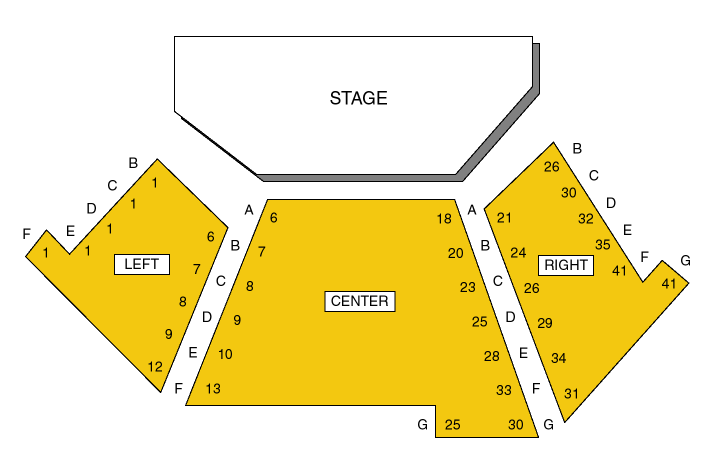 STAGE
B
C
D
E
F
1
1
1
1
1
6
7
8
9
12
LEFT
A
B
C
D
E
F
6
7
8
9
10
13
CENTER
18
20
23
25
28
33
G
25
30
A
B
C
D
E
F
G
21
24
26
29
34
31
RIGHT
26
30
32
35
41
41
B
C
D
E
F
G